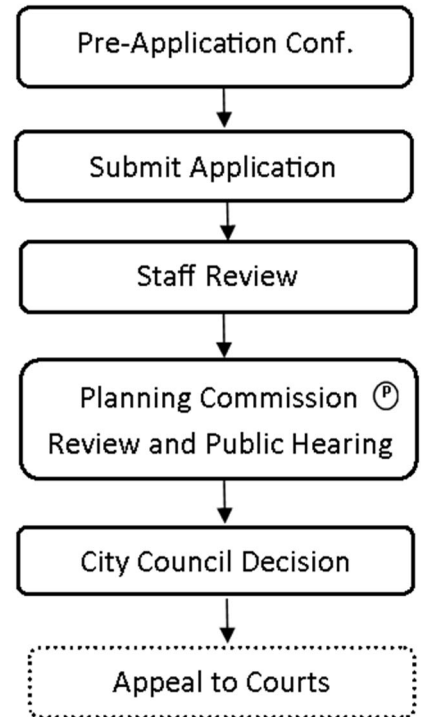 Pre-Application Conf.
Submit Application
Staff Review
Planning Commission Ⓟ
Review and Public Hearing
City Council Decision
Appeal to Courts